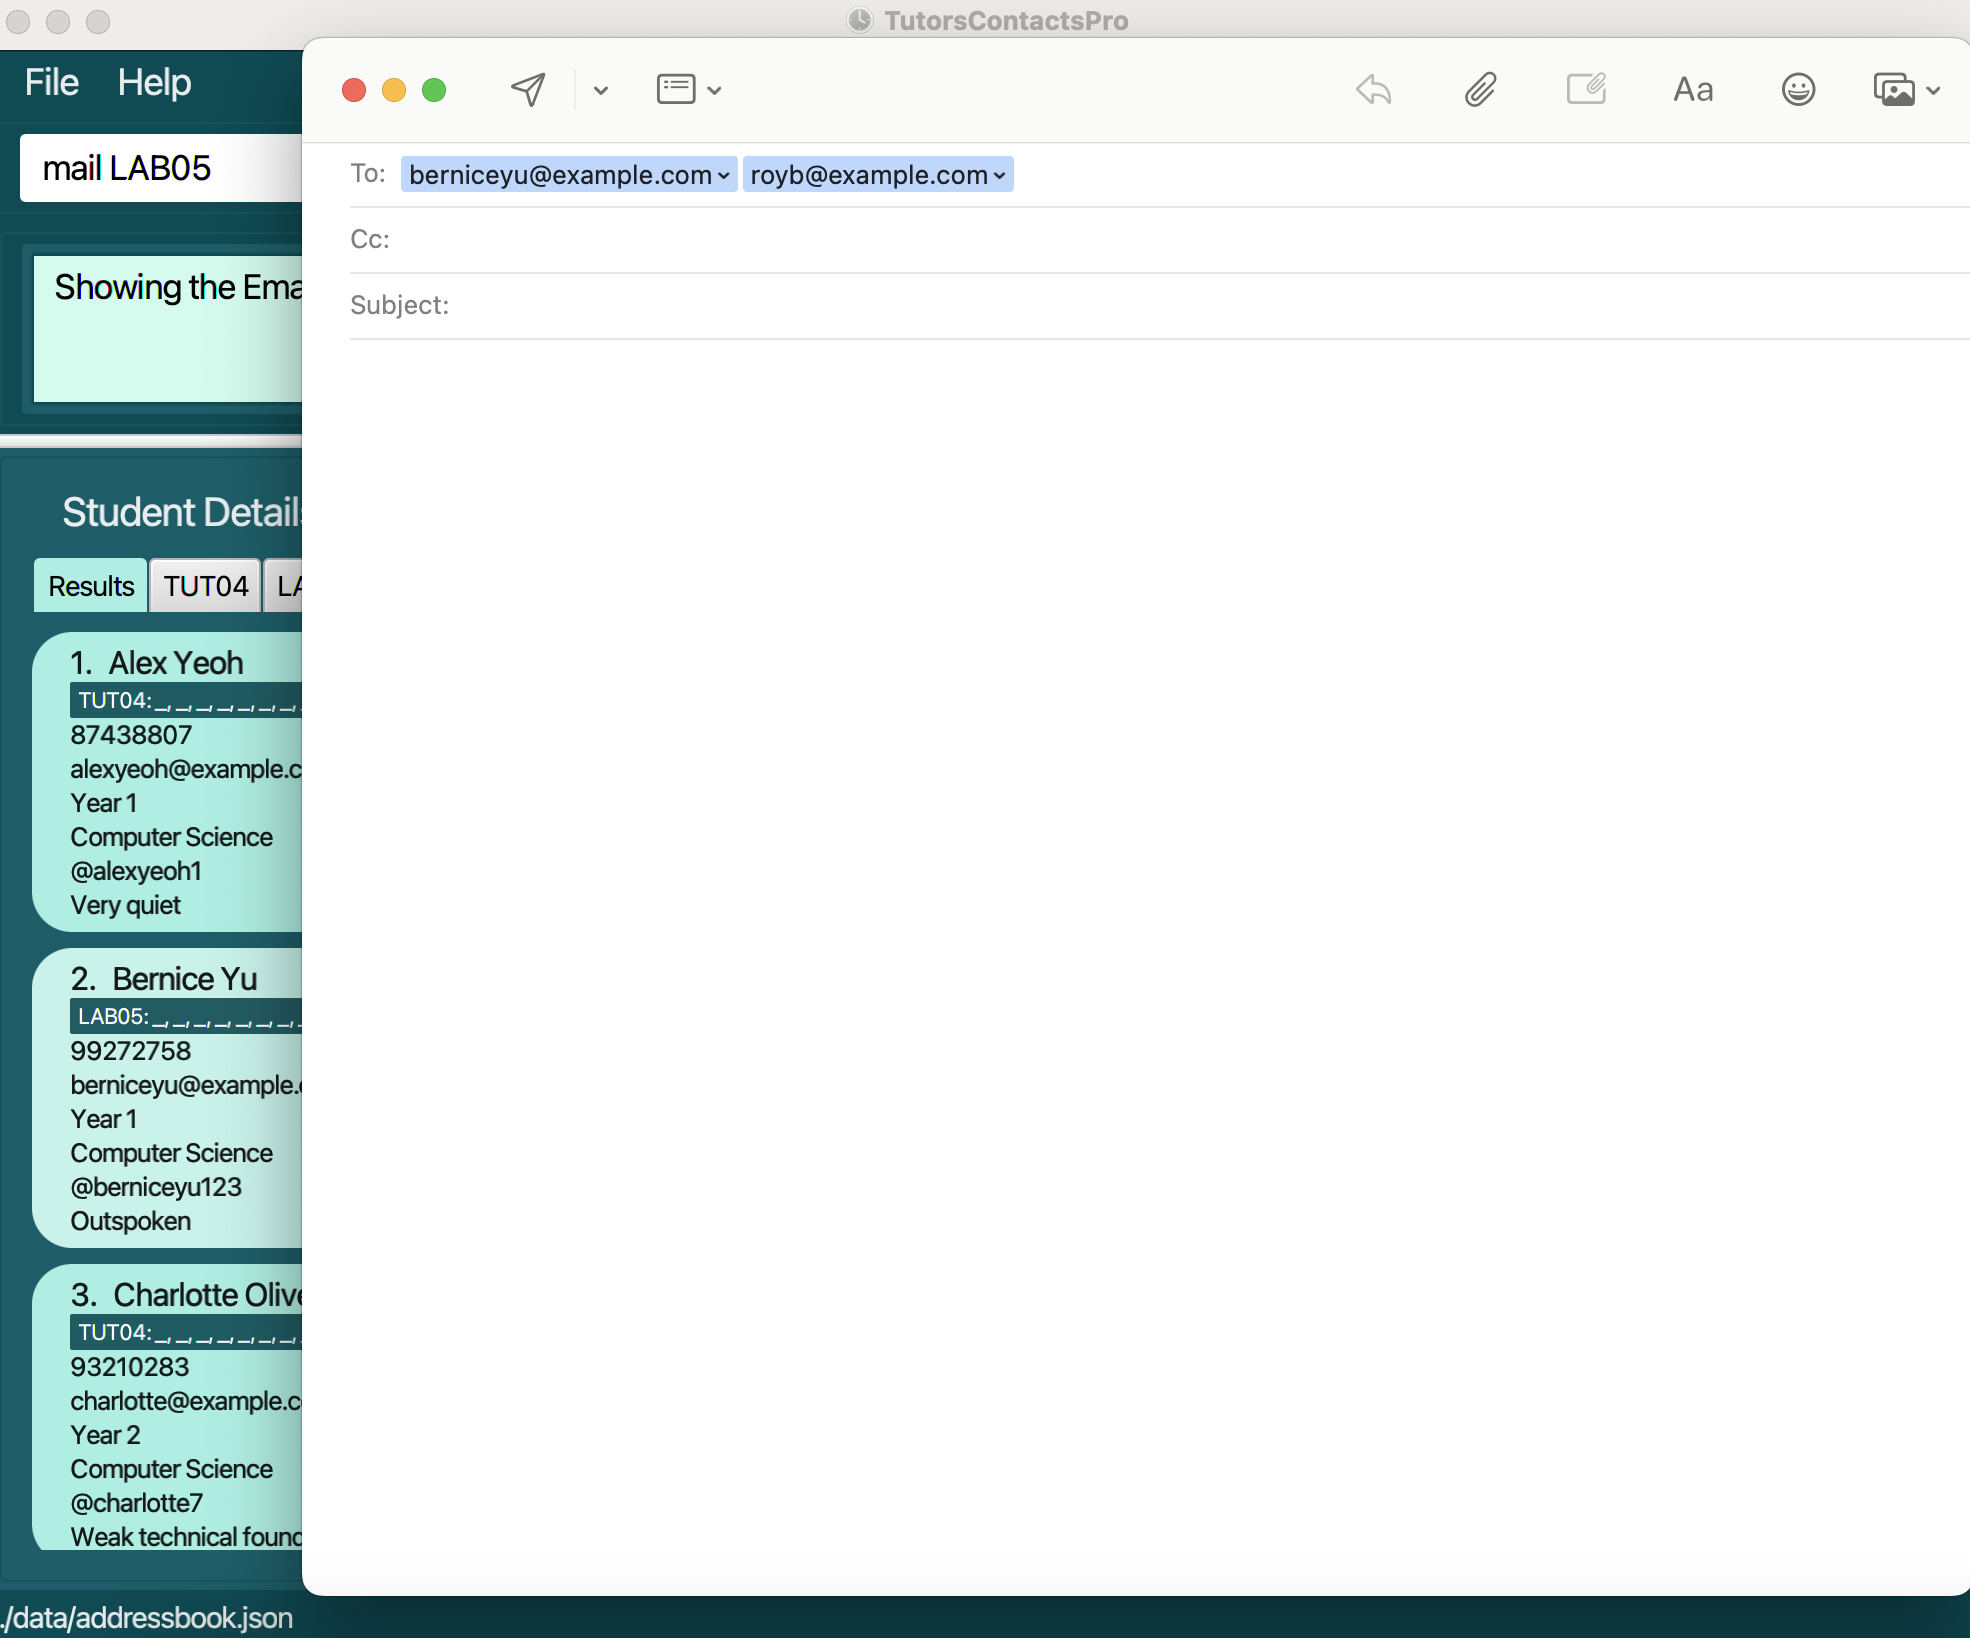 TutorsContactsPro
File Help
mail LAB05
Showing the Ema
Student Details
Results TUT04 LA
1. Alex Yeoh
TUT04: _, _, _, _, _, _, _,
87438807
alexyeoh@example.c
Year 1
Computer Science
@alexyeoh1
Very quiet
2. Bernice Yu
LAB05: _, _, _, _, _, _, _, _
99272758
berniceyu@example.
Year 1
Computer Science
@berniceyu123
Outspoken
3. Charlotte Olive
TUT04: _, _, _, _, _, _, _,
93210283
charlotte@example.c
Year 2
Computer Science
@charlotte7
Weak technical found
./data/addressbook.json
Aa
To: berniceyu@example.com royb@example.com
Cc:
Subject: